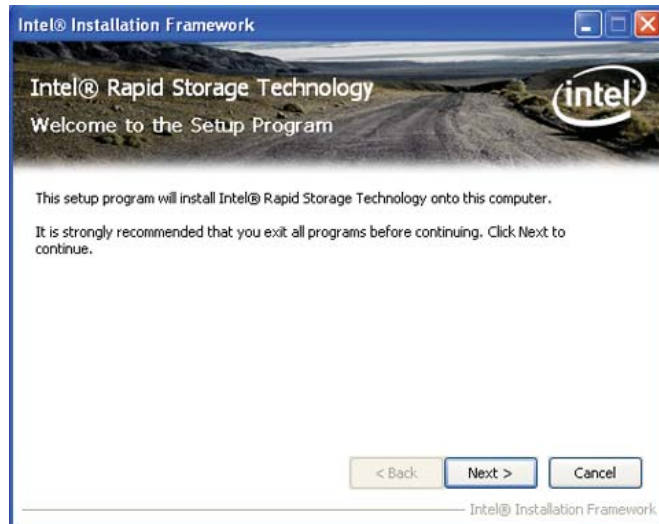 Intel® Installation Framework
Intel® Rapid Storage Technology
Welcome to the Setup Program
intel
This setup program will install Intel® Rapid Storage Technology onto this computer.
It is strongly recommended that you exit all programs before continuing. Click Next to
continue.
< Back
Next >
Cancel
Intel® Installation Framework